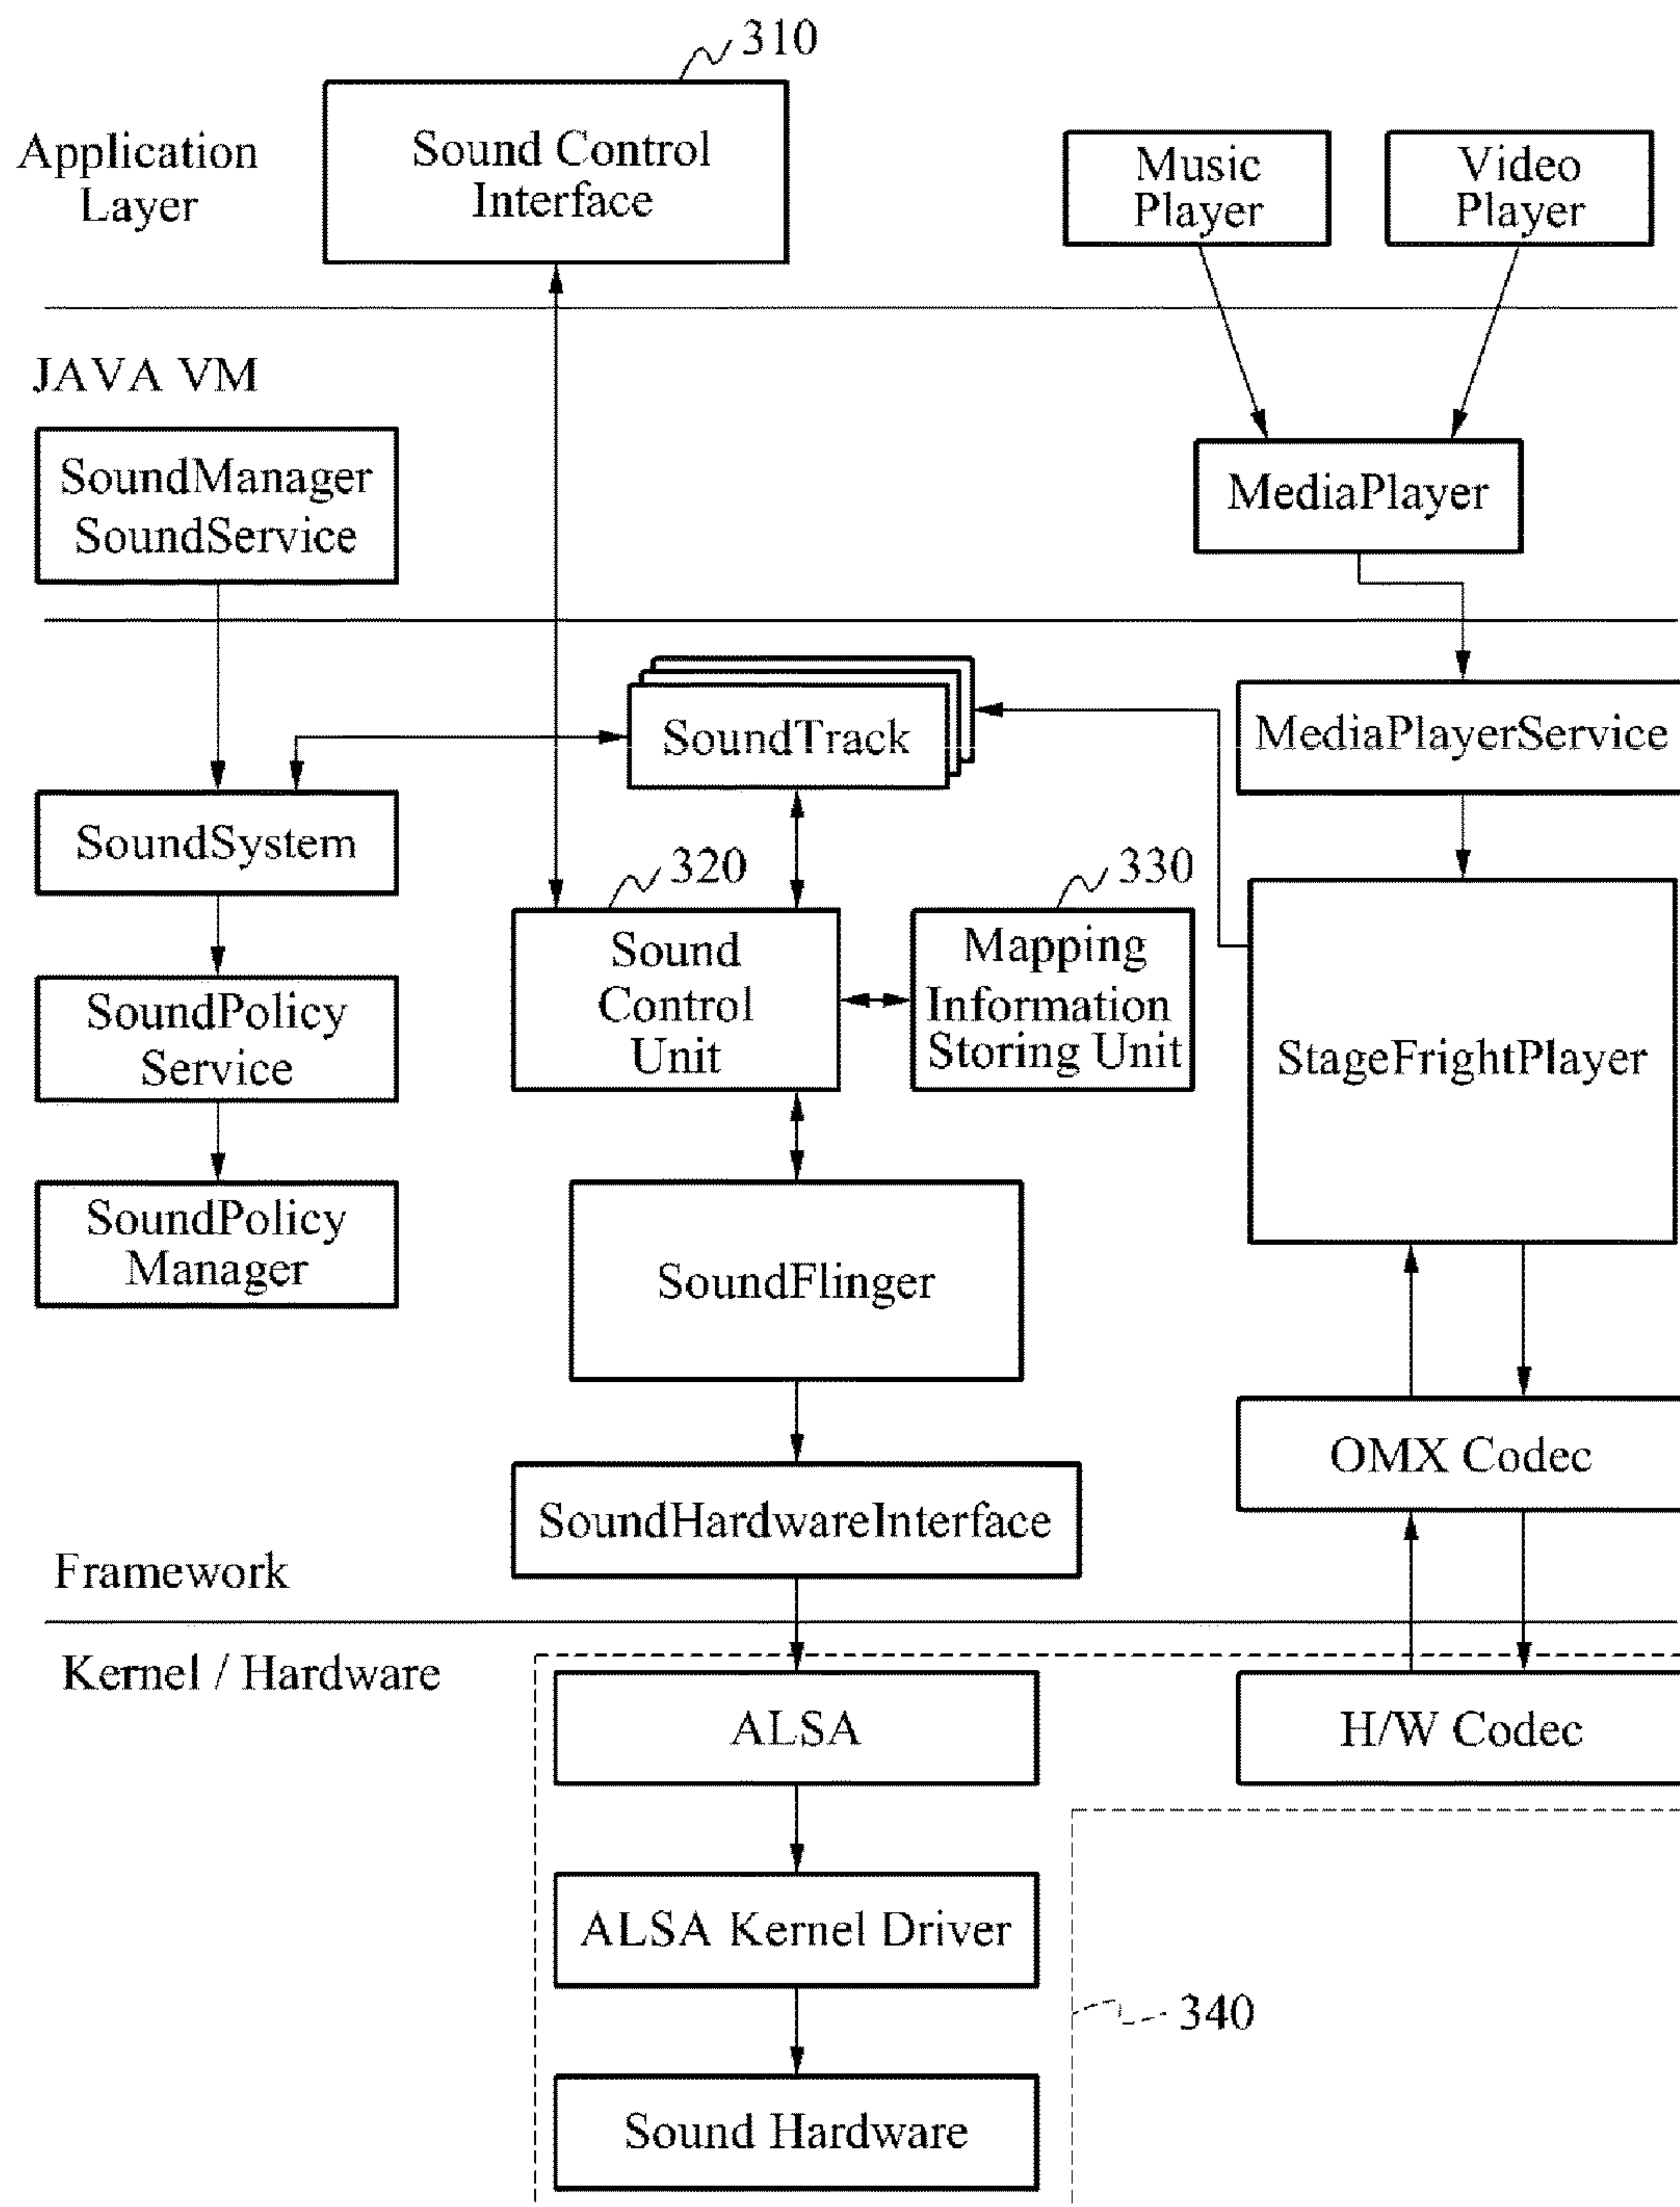 310
Application
Layer
Sound Control
Interface
Music
Player
Video
Player
JAVA VM
SoundManager
SoundService
MediaPlayer
SoundTrack
MediaPlayerService
SoundSystem
320
330
Sound
Control
Unit
Mapping
Information
Storing Unit
StageFrightPlayer
SoundPolicy
Service
SoundPolicy
Manager
SoundFlinger
OMX Codec
SoundHardwareInterface
Framework
Kernel / Hardware
ALSA
H/W Codec
ALSA Kernel Driver
340
Sound Hardware